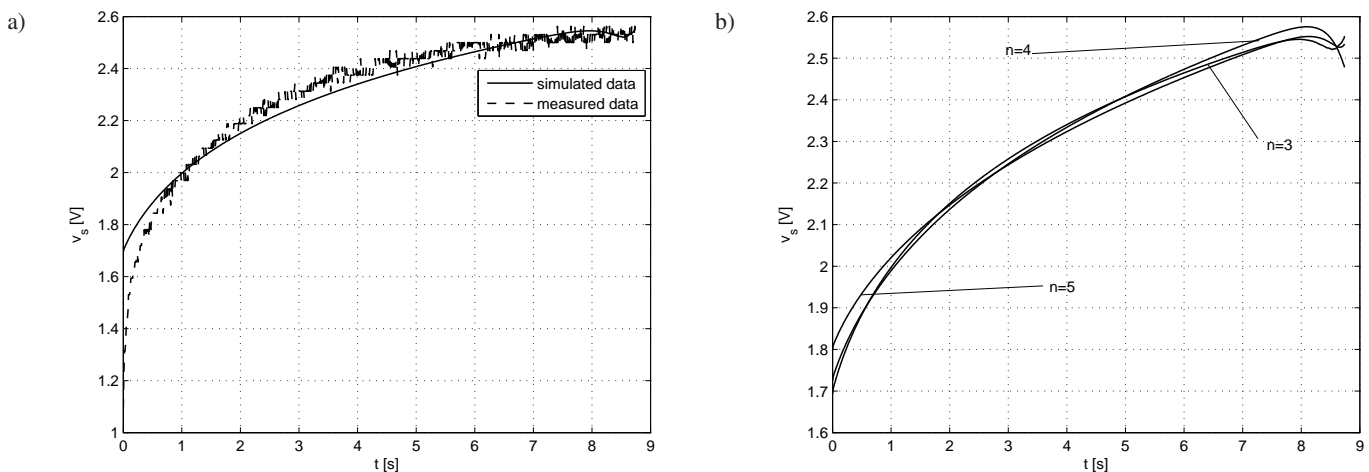 a)
2.6
2.4
2.2
2
1.8
1.6
1.4
1.2
1
v_s [V]
0 1 2 3 4 5 6 7 8 9
t [s]
simulated data
measured data
b)
2.6
2.5
2.4
2.3
2.2
2.1
2
1.9
1.8
1.7
1.6
v_s [V]
0 1 2 3 4 5 6 7 8 9
t [s]
n=4
n=3
n=5